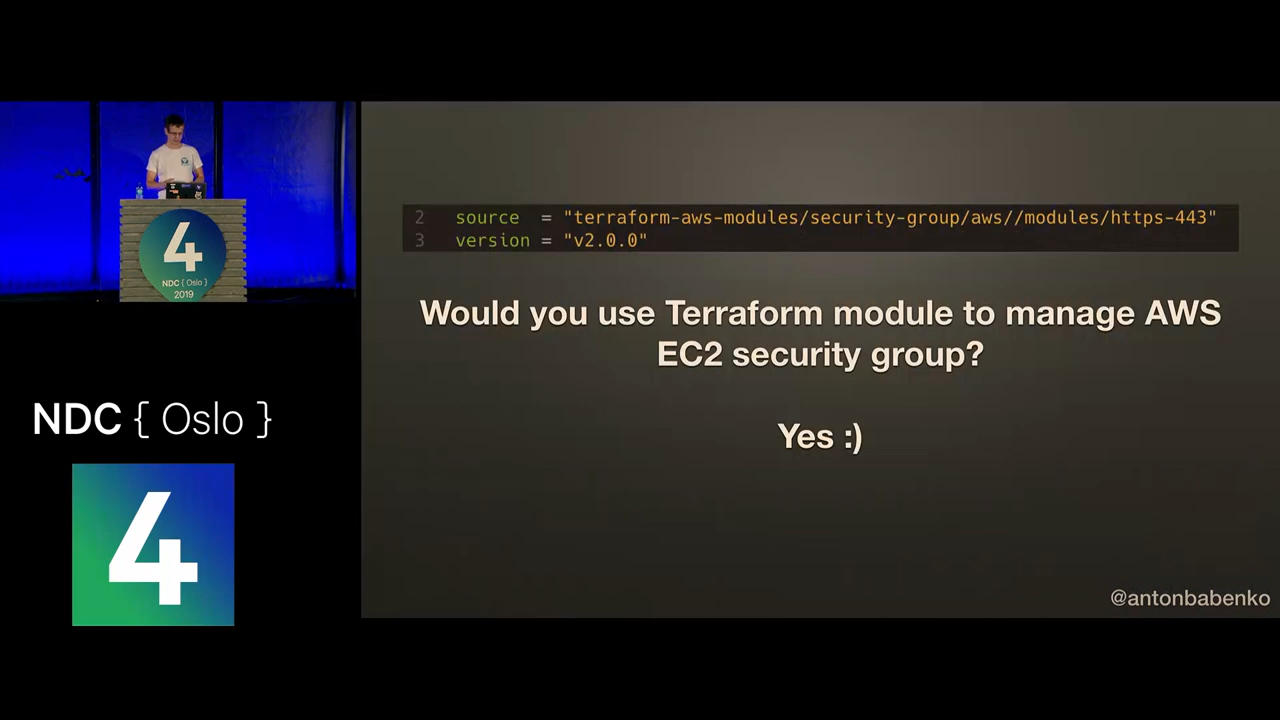 4
NDC { Oslo }
2019
NDC { Oslo }
4
2 source = "terraform-aws-modules/security-group/aws//modules/https-443"
3 version = "v2.0.0"
Would you use Terraform module to manage AWS
EC2 security group?
Yes :)
@antonbabenko